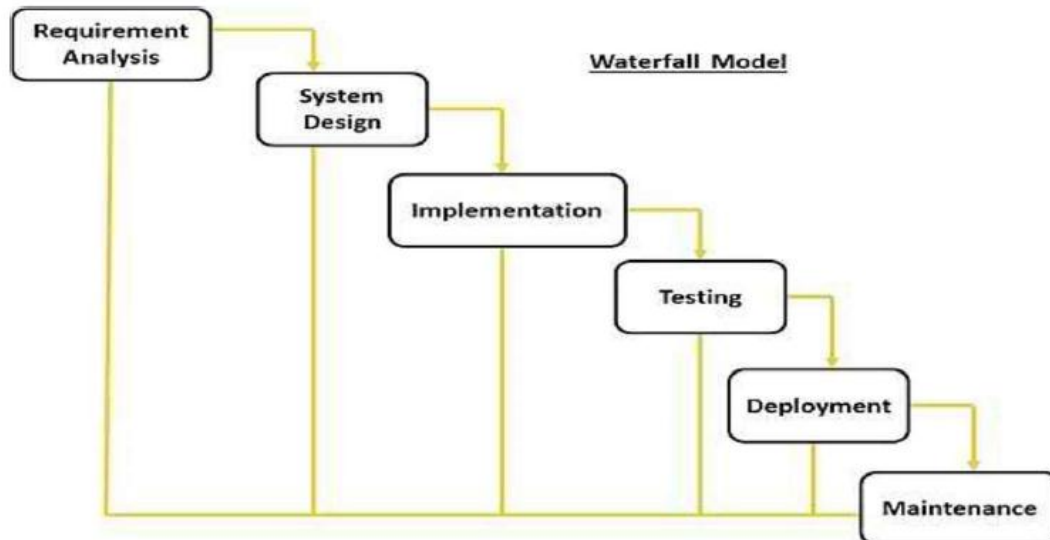 Requirement
Analysis
Waterfall Model
System
Design
Implementation
Testing
Deployment
Maintenance